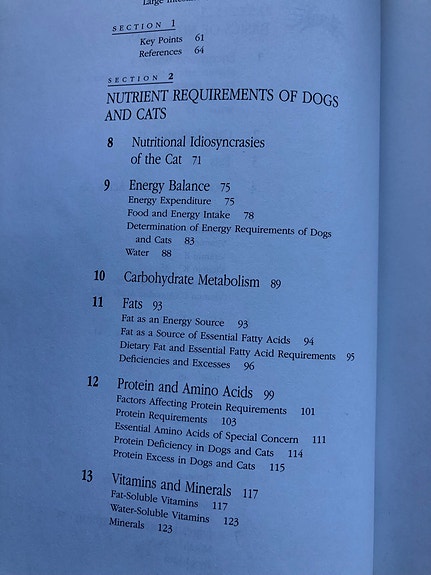 Large
SECTION 1
Key Points 61
References 64
SECTION 2
NUTRIENT REQUIREMENTS OF DOGS
AND CATS
8 Nutritional Idiosyncrasies
of the Cat 71
9 Energy Balance 75
Energy Expenditure 75
Food and Energy Intake 78
Determination of Energy Requirements of Dogs
and Cats 83
Water 88
10 Carbohydrate Metabolism 89
11 Fats 93
Fat as an Energy Source 93
Fat as a Source of Essential Fatty Acids 94
Dietary Fat and Essential Fatty Acid Requirements 95
Deficiencies and Excesses 96
12 Protein and Amino Acids 99
Factors Affecting Protein Requirements 101
Protein Requirements 103
Essential Amino Acids of Special Concern 111
Protein Deficiency in Dogs and Cats 114
Protein Excess in Dogs and Cats 115
13 Vitamins and Minerals 117
Fat-Soluble Vitamins 117
Water-Soluble Vitamins 123
Minerals 123